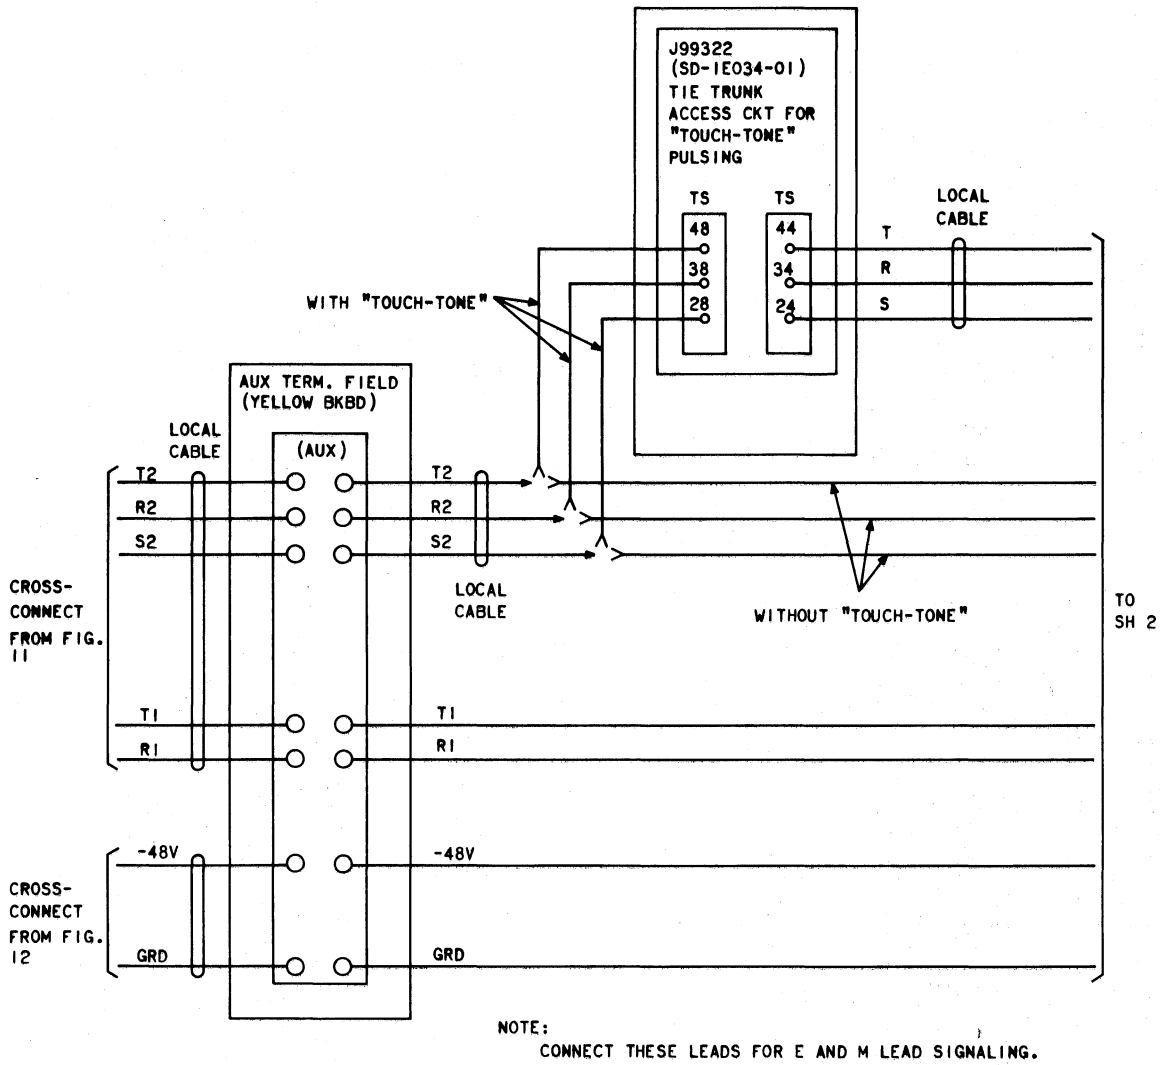 J99322
(SD-1E034-01)
TIE TRUNK
ACCESS CKT FOR
"TOUCH-TONE"
PULSING
TS
TS
48
44
38
34
28
24
T
R
S
LOCAL
CABLE
WITH "TOUCH-TONE"
AUX TERM. FIELD
(YELLOW BKBD)
(AUX)
LOCAL
CABLE
T2
R2
S2
T2
R2
S2
LOCAL
CABLE
WITHOUT "TOUCH-TONE"
CROSS-
CONNECT
FROM FIG.
11
TO
SH 2
T1
R1
T1
R1
-48V
-48V
CROSS-
CONNECT
FROM FIG.
12
GRD
GRD
NOTE:
CONNECT THESE LEADS FOR E AND M LEAD SIGNALING.